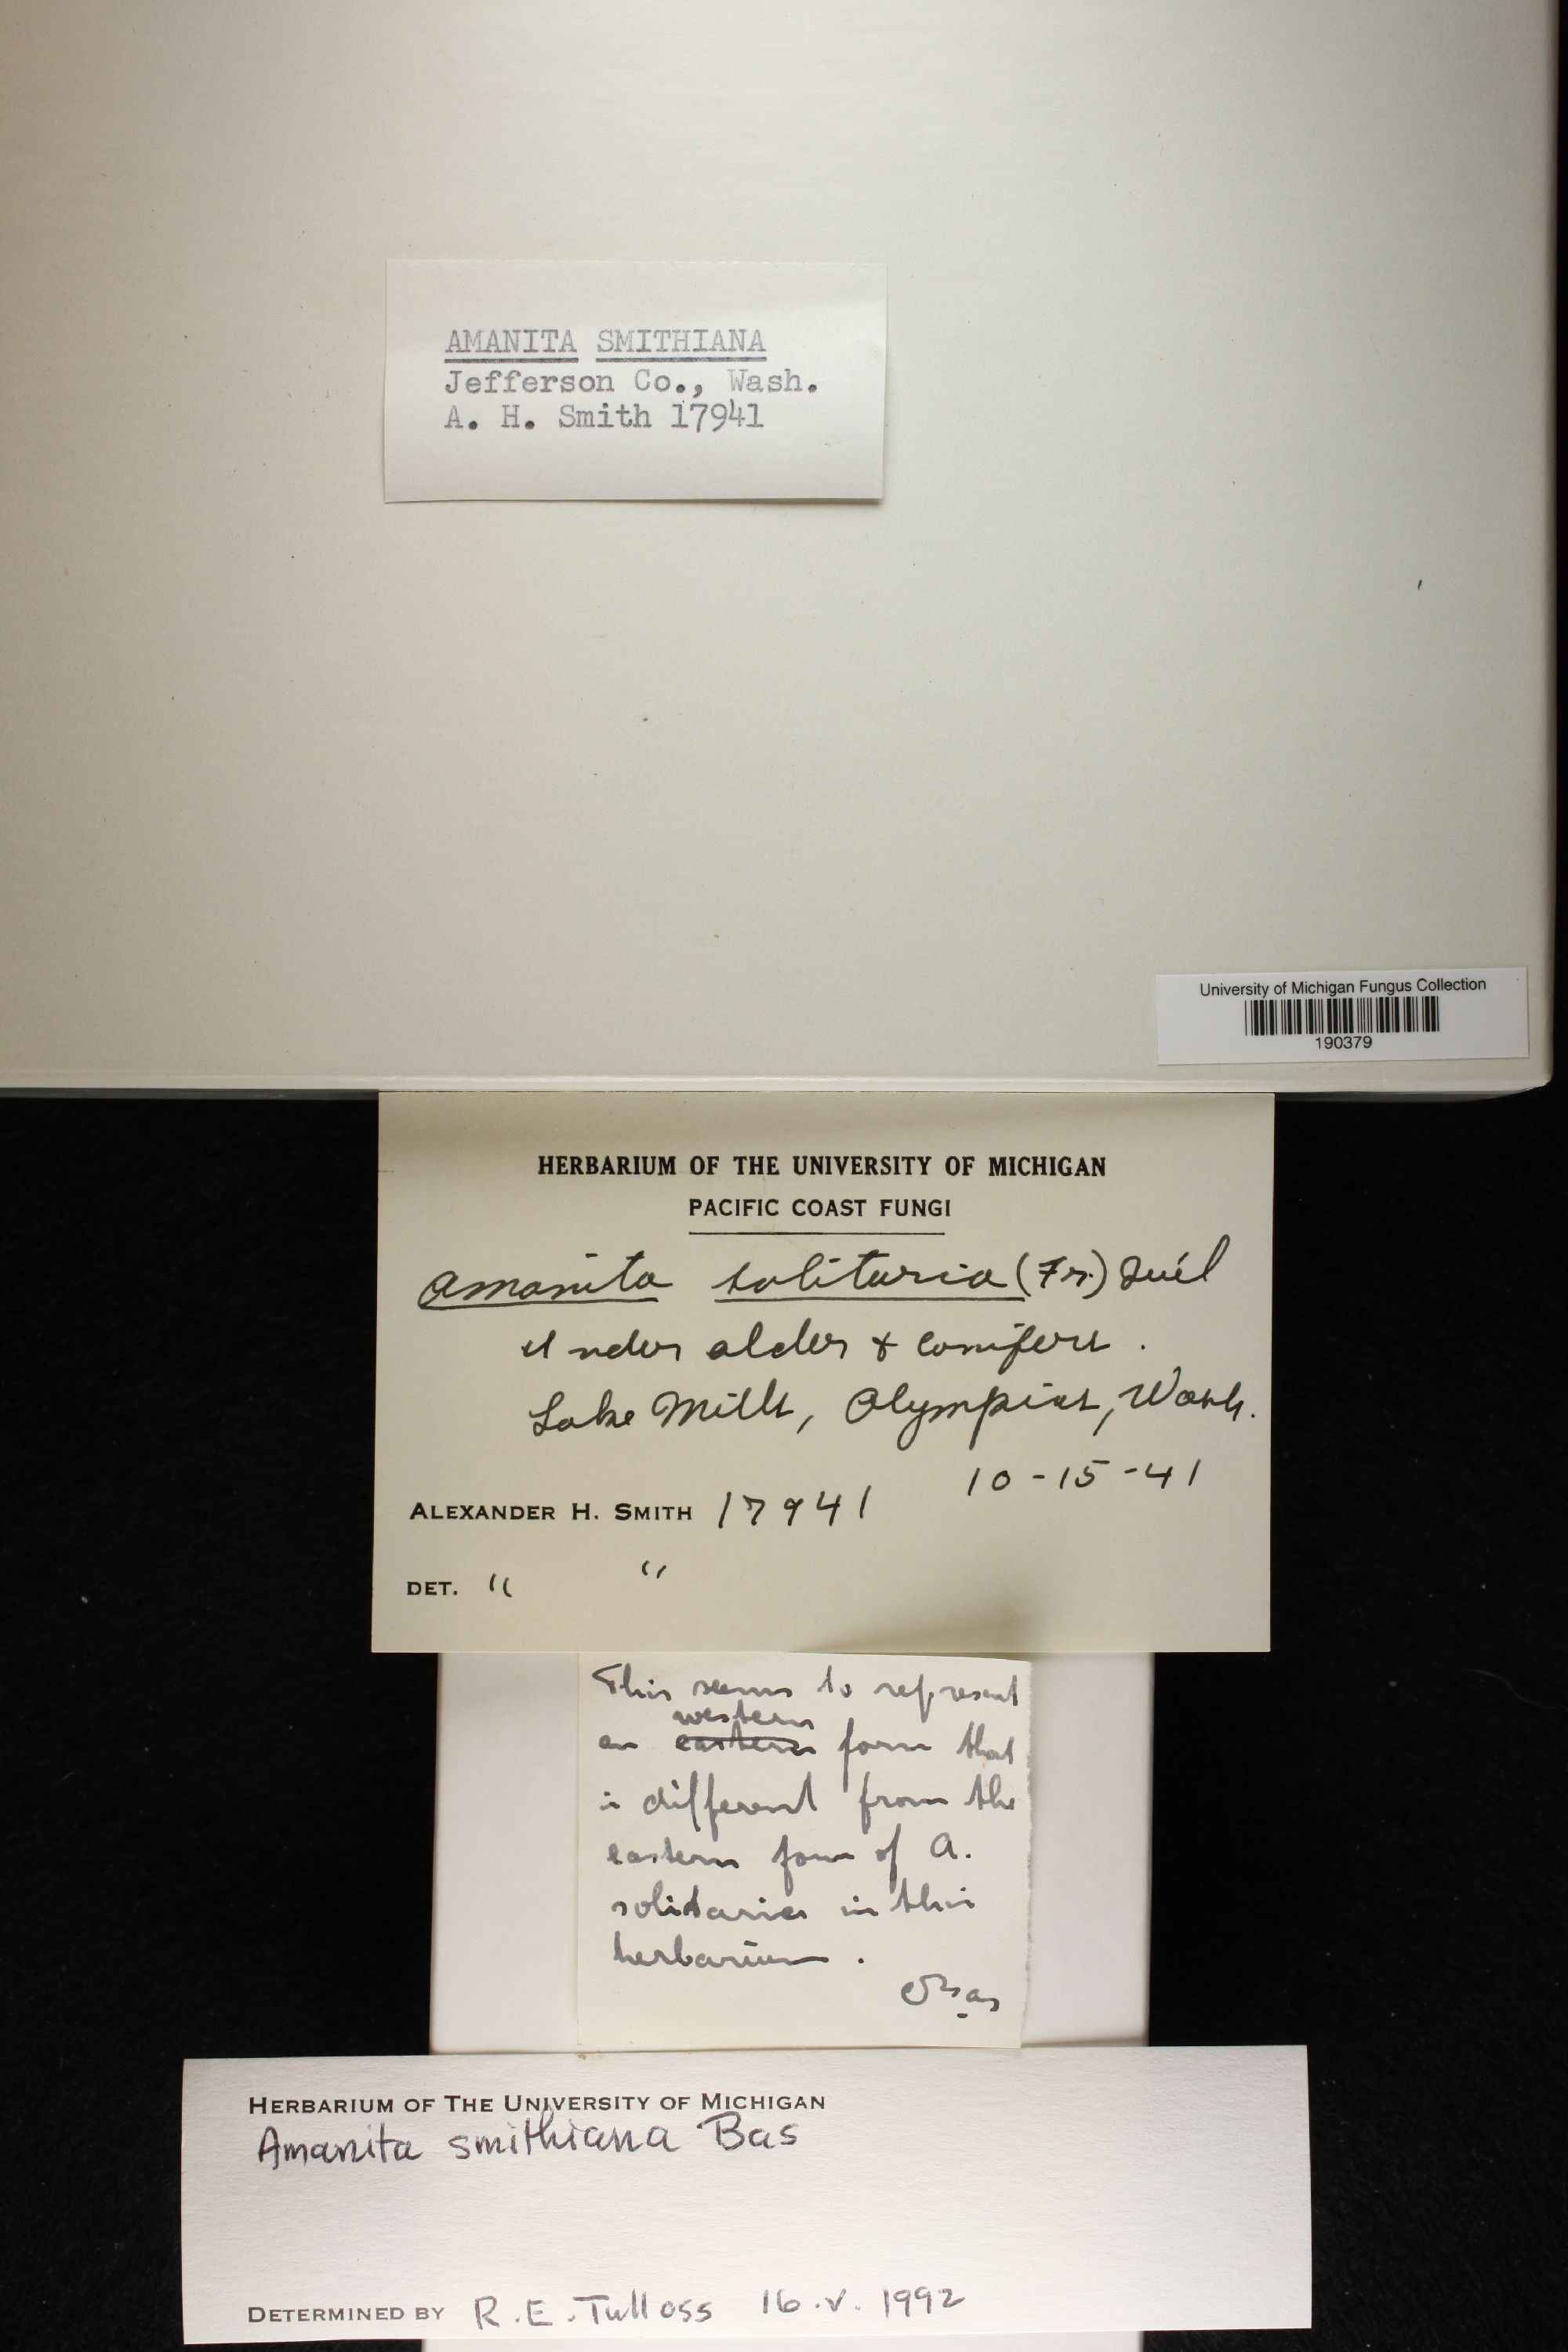 AMANITA SMITHIANA
Jefferson Co., Wash.
A. H. Smith 17941
University of Michigan Fungus Collection
190379
HERBARIUM OF THE UNIVERSITY OF MICHIGAN
PACIFIC COAST FUNGI
Amanita solitaria (Fr.) Quél
Under alder & conifers.
Lake Mills, Olympics, Wash.
10-15-41
ALEXANDER H. SMITH 17941
DET. " "
This seems to represent
western
an eastern form that
is different from the
eastern form of A.
solitaria in this
herbarium.
HERBARIUM OF THE UNIVERSITY OF MICHIGAN
Amanita smithiana Bas
DETERMINED BY R.E. Tulloss 16.v.1992